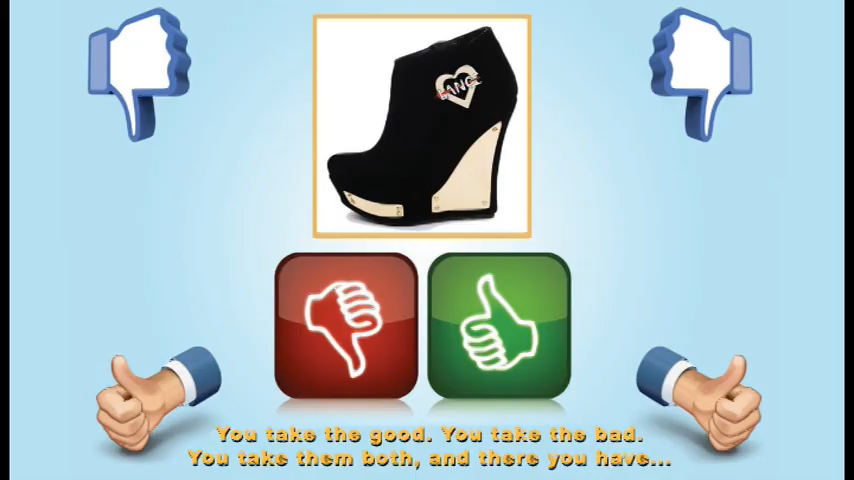 You take the good. You take the bad.
You take them both, and there you have...